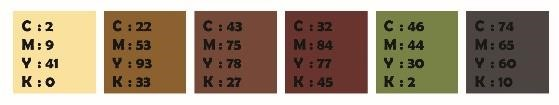 C : 2
M : 9
Y : 41
K : 0
C : 22
M : 53
Y : 93
K : 33
C : 43
M : 75
Y : 78
K : 27
C : 32
M : 84
Y : 77
K : 45
C : 46
M : 44
Y : 30
K : 2
C : 74
M : 65
Y : 60
K : 10